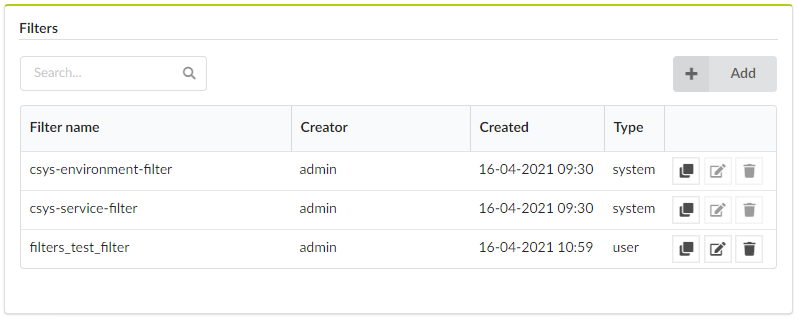 Filters
Search...
Add
Filter name Creator Created Type
csys-environment-filter admin 16-04-2021 09:30 system
csys-service-filter admin 16-04-2021 09:30 system
filters_test_filter admin 16-04-2021 10:59 user